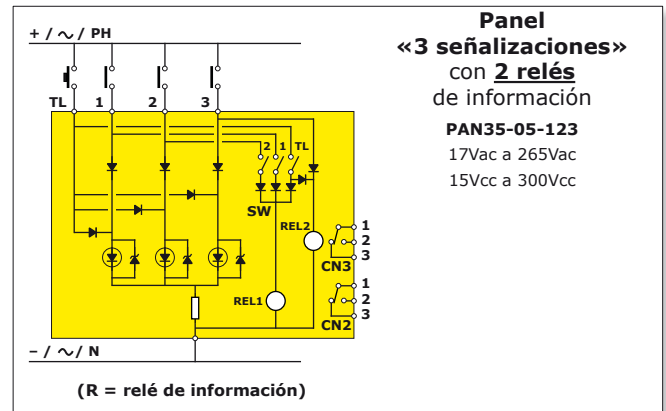 + / ∿ / PH
TL 1 2 3
2 1 TL
SW
REL2
REL1
1
2
3
CN3
1
2
3
CN2
− / ∿ / N
(R = relé de información)
Panel
«3 señalizaciones»
con 2 relés
de información
PAN35-05-123
17Vac a 265Vac
15Vcc a 300Vcc